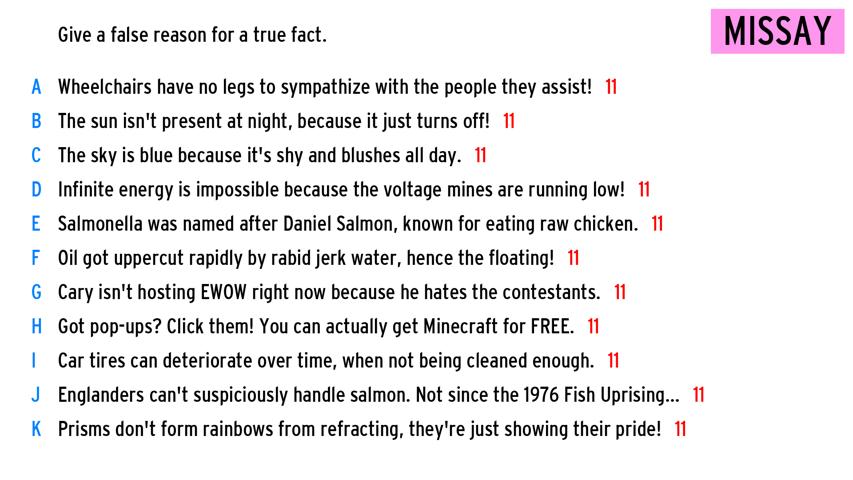 Give a false reason for a true fact.
MISSAY
A Wheelchairs have no legs to sympathize with the people they assist! 11
B The sun isn't present at night, because it just turns off! 11
C The sky is blue because it's shy and blushes all day. 11
D Infinite energy is impossible because the voltage mines are running low! 11
E Salmonella was named after Daniel Salmon, known for eating raw chicken. 11
F Oil got uppercut rapidly by rabid jerk water, hence the floating! 11
G Cary isn't hosting EWOW right now because he hates the contestants. 11
H Got pop-ups? Click them! You can actually get Minecraft for FREE. 11
I Car tires can deteriorate over time, when not being cleaned enough. 11
J Englanders can't suspiciously handle salmon. Not since the 1976 Fish Uprising... 11
K Prisms don't form rainbows from refracting, they're just showing their pride! 11